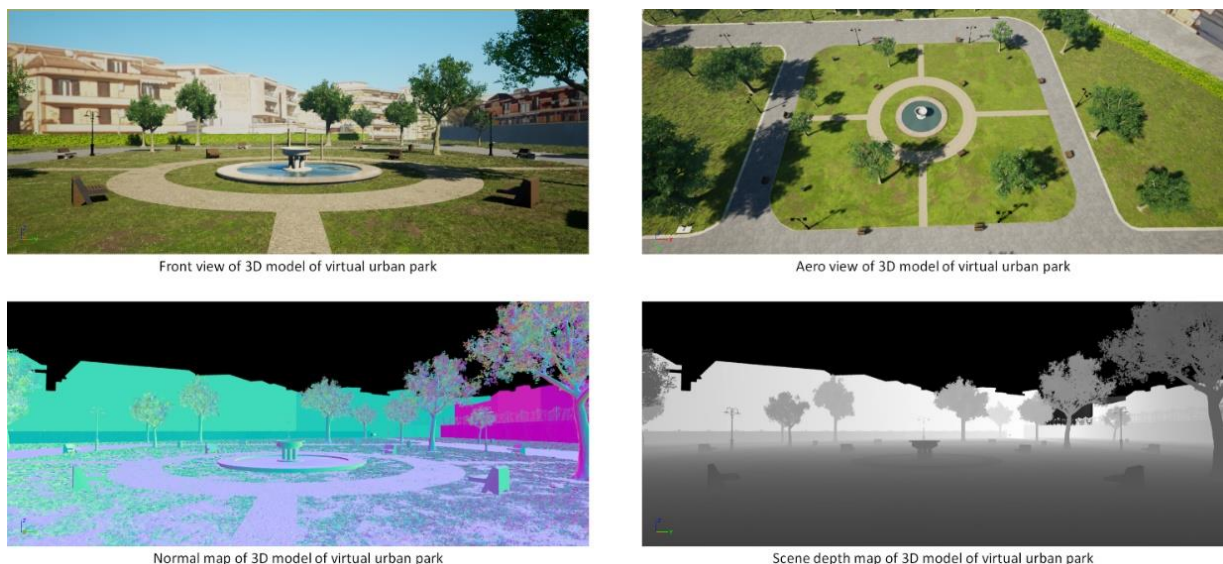 Front view of 3D model of virtual urban park
Aero view of 3D model of virtual urban park
Normal map of 3D model of virtual urban park
Scene depth map of 3D model of virtual urban park